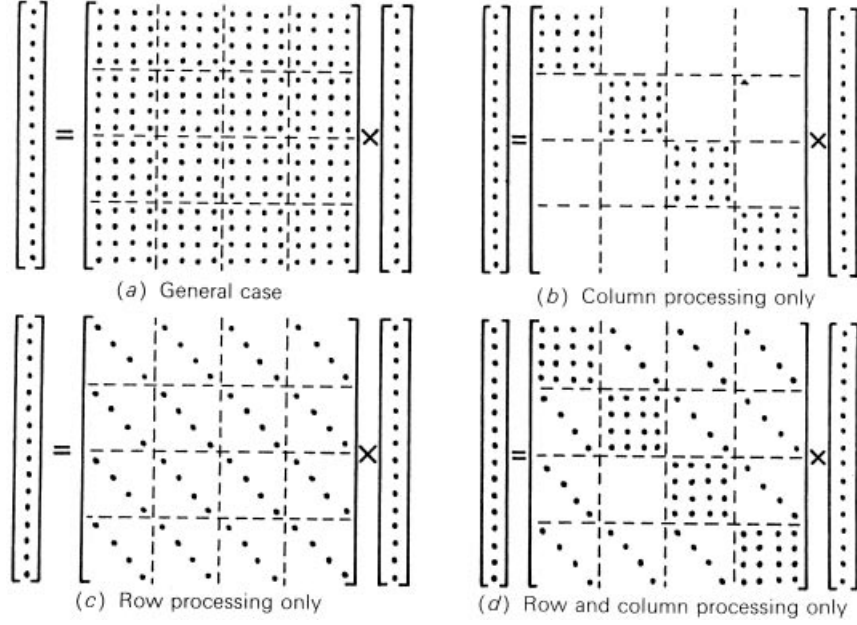 = ×
= ×
(a) General case
(b) Column processing only
= ×
= ×
(c) Row processing only
(d) Row and column processing only